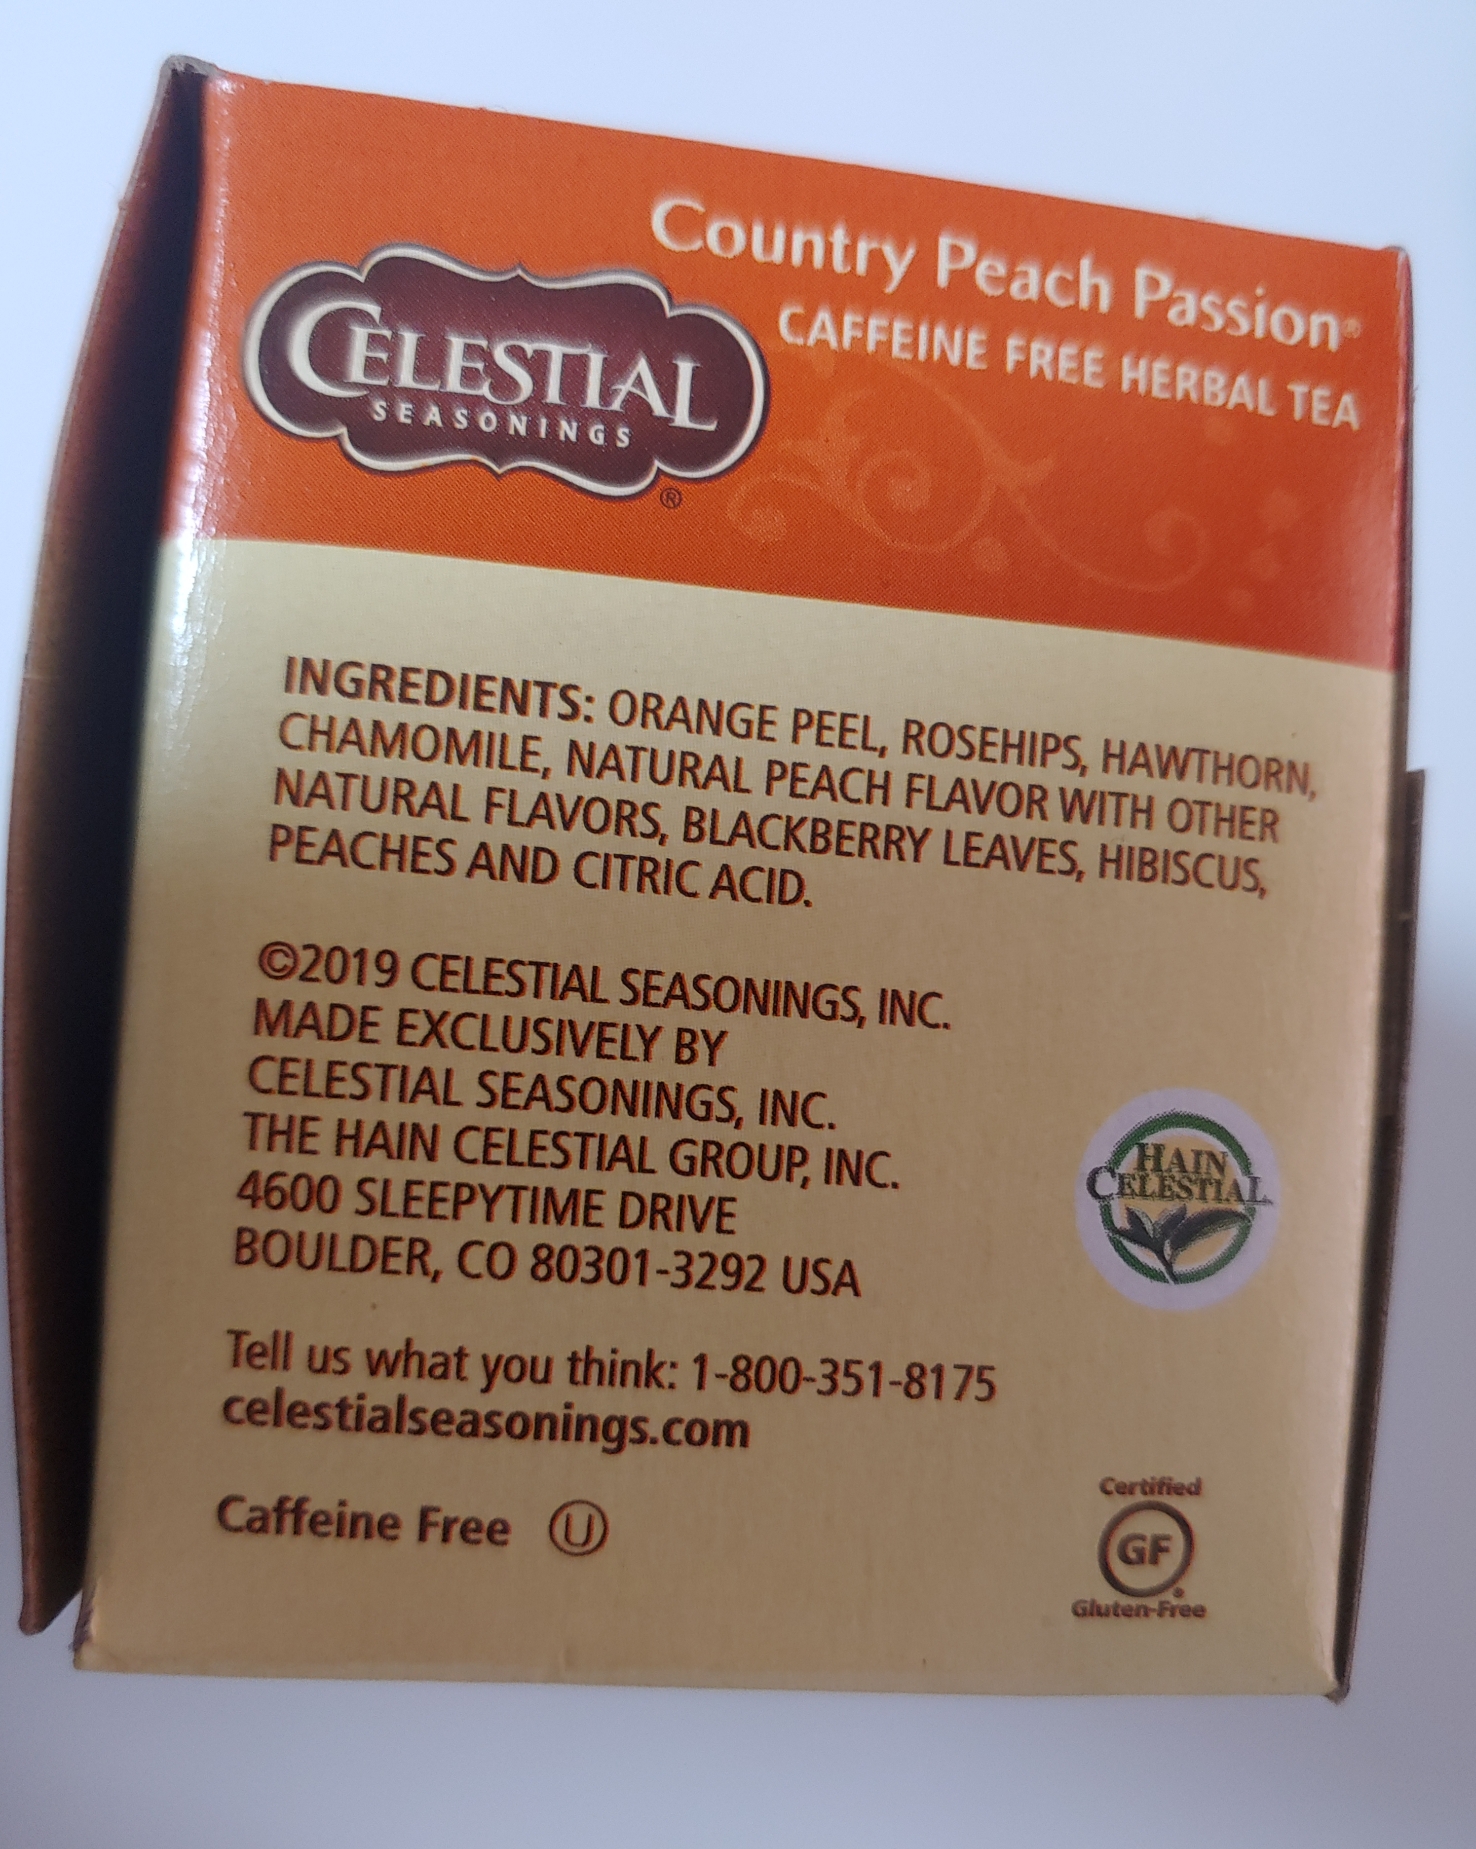 Country Peach Passion®
CAFFEINE FREE HERBAL TEA
CELESTIAL
SEASONINGS
®
INGREDIENTS: ORANGE PEEL, ROSEHIPS, HAWTHORN,
CHAMOMILE, NATURAL PEACH FLAVOR WITH OTHER
NATURAL FLAVORS, BLACKBERRY LEAVES, HIBISCUS,
PEACHES AND CITRIC ACID.
©2019 CELESTIAL SEASONINGS, INC.
MADE EXCLUSIVELY BY
CELESTIAL SEASONINGS, INC.
THE HAIN CELESTIAL GROUP, INC.
4600 SLEEPYTIME DRIVE
BOULDER, CO 80301-3292 USA
HAIN
CELESTIAL
Tell us what you think: 1-800-351-8175
celestialseasonings.com
Caffeine Free Ⓤ
Certified
GF
Gluten-Free